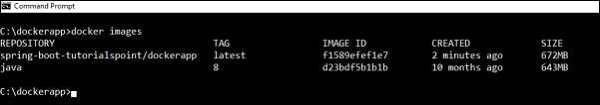 Command Prompt
C:\dockerapp>docker images
REPOSITORY TAG IMAGE ID CREATED SIZE
spring-boot-tutorialspoint/dockerapp latest f1589efef1e7 2 minutes ago 672MB
java 8 d23bdf5b1b1b 10 months ago 643MB
C:\dockerapp>